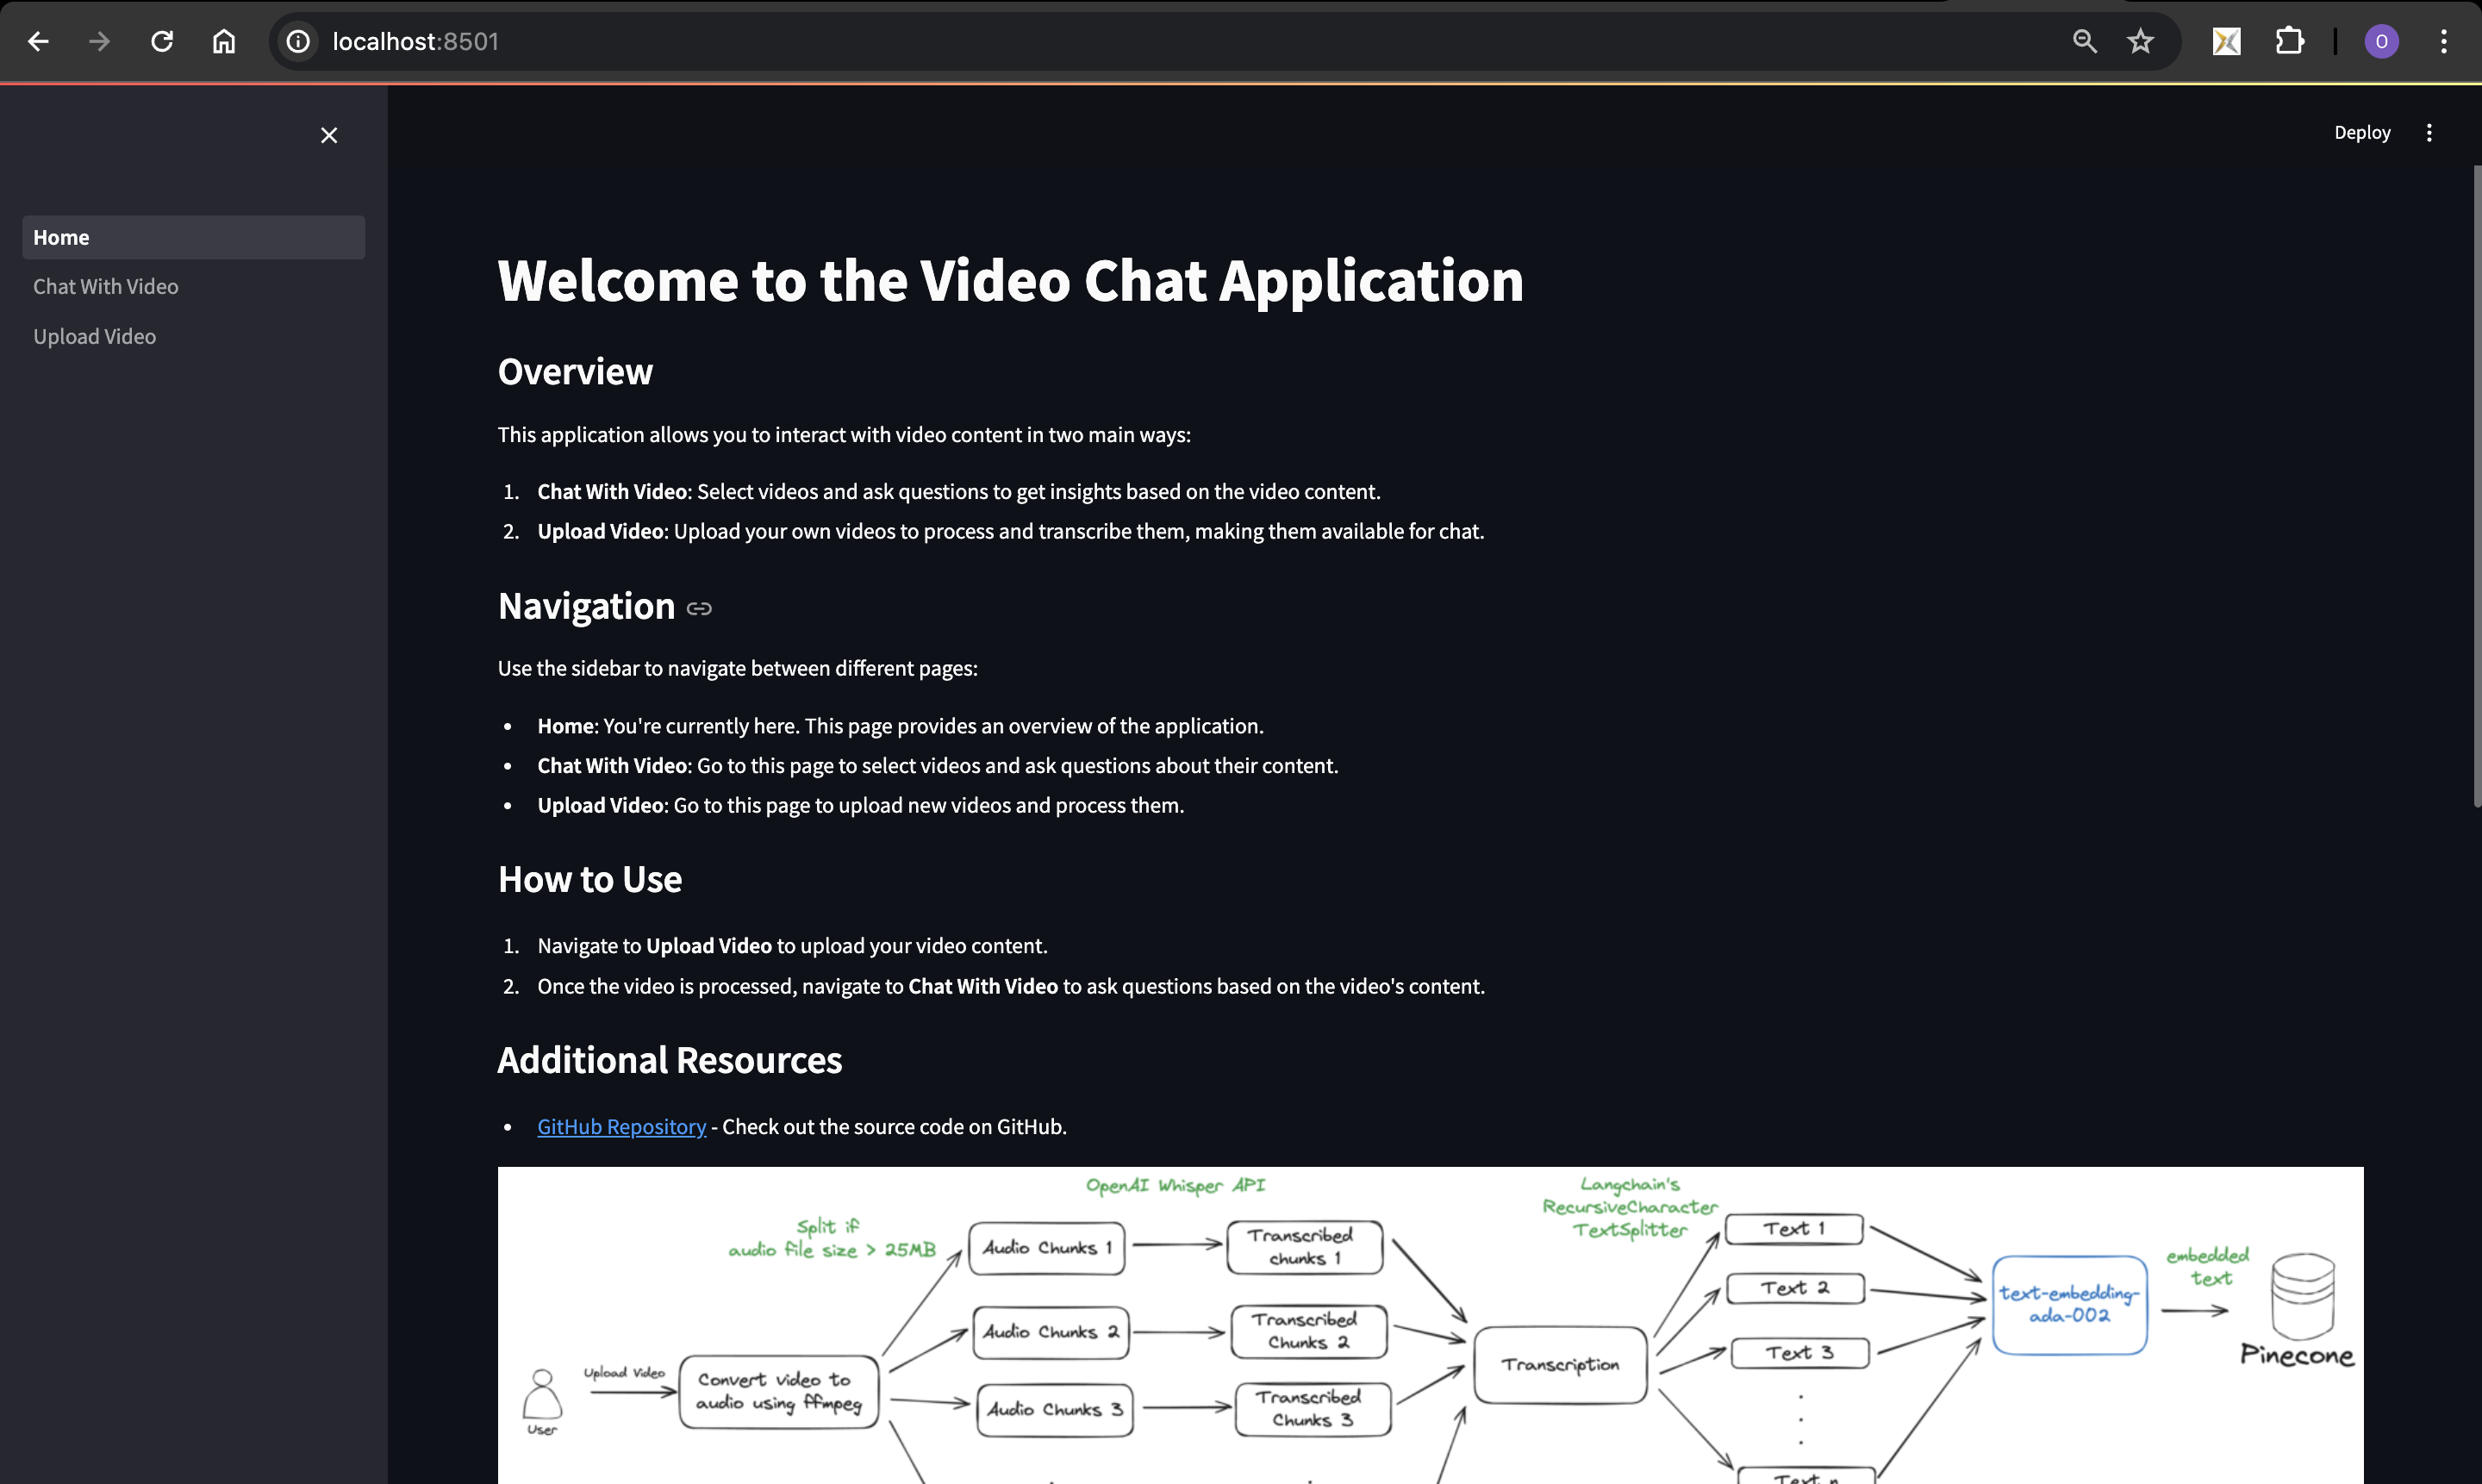 localhost:8501
O
Deploy
Home
Chat With Video
Upload Video
Welcome to the Video Chat Application
Overview
This application allows you to interact with video content in two main ways:
1. Chat With Video: Select videos and ask questions to get insights based on the video content.
2. Upload Video: Upload your own videos to process and transcribe them, making them available for chat.
Navigation
Use the sidebar to navigate between different pages:
• Home: You're currently here. This page provides an overview of the application.
• Chat With Video: Go to this page to select videos and ask questions about their content.
• Upload Video: Go to this page to upload new videos and process them.
How to Use
1. Navigate to Upload Video to upload your video content.
2. Once the video is processed, navigate to Chat With Video to ask questions based on the video's content.
Additional Resources
• GitHub Repository - Check out the source code on GitHub.
User
Upload Video
Convert video to
audio using ffmpeg
Split if
audio file size > 25MB
OpenAI Whisper API
Audio Chunks 1
Audio Chunks 2
Audio Chunks 3
Transcribed
chunks 1
Transcribed
Chunks 2
Transcribed
Chunks 3
Transcription
Langchain's
RecursiveCharacter
TextSplitter
Text 1
Text 2
Text 3
Text n
text-embedding-
ada-002
embedded
text
Pinecone